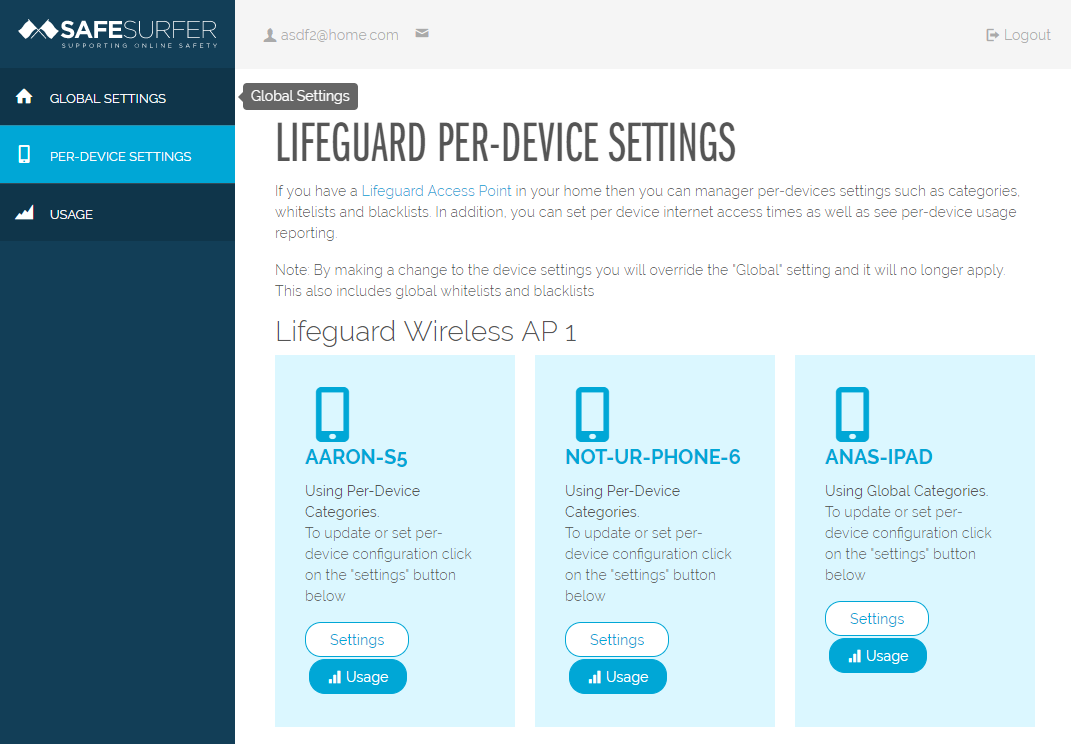 SAFESURFER
SUPPORTING ONLINE SAFETY
asdf2@home.com
Logout
GLOBAL SETTINGS
Global Settings
PER-DEVICE SETTINGS
USAGE
LIFEGUARD PER-DEVICE SETTINGS
If you have a Lifeguard Access Point in your home then you can manager per-devices settings such as categories,
whitelists and blacklists. In addition, you can set per device internet access times as well as see per-device usage
reporting.
Note: By making a change to the device settings you will override the "Global" setting and it will no longer apply.
This also includes global whitelists and blacklists
Lifeguard Wireless AP 1
AARON-S5
Using Per-Device
Categories.
To update or set per-
device configuration click
on the "settings" button
below
Settings
Usage
NOT-UR-PHONE-6
Using Per-Device
Categories.
To update or set per-
device configuration click
on the "settings" button
below
Settings
Usage
ANAS-IPAD
Using Global Categories.
To update or set per-
device configuration click
on the "settings" button
below
Settings
Usage